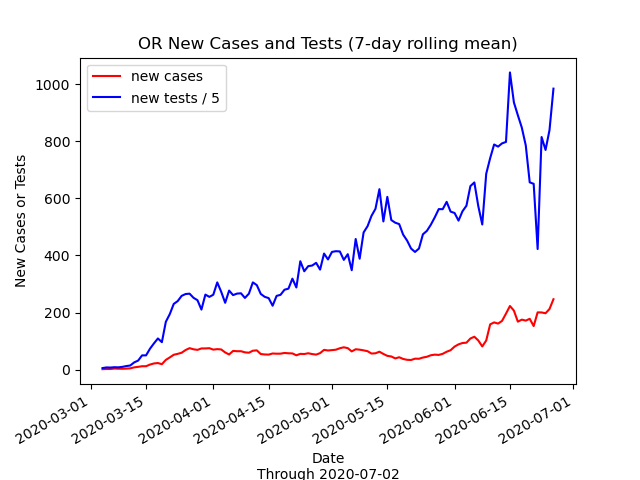 OR New Cases and Tests (7-day rolling mean)
new cases
new tests / 5
New Cases or Tests
1000
800
600
400
200
0
2020-03-01
2020-03-15
2020-04-01
2020-04-15
2020-05-01
2020-05-15
2020-06-01
2020-06-15
2020-07-01
Date
Through 2020-07-02